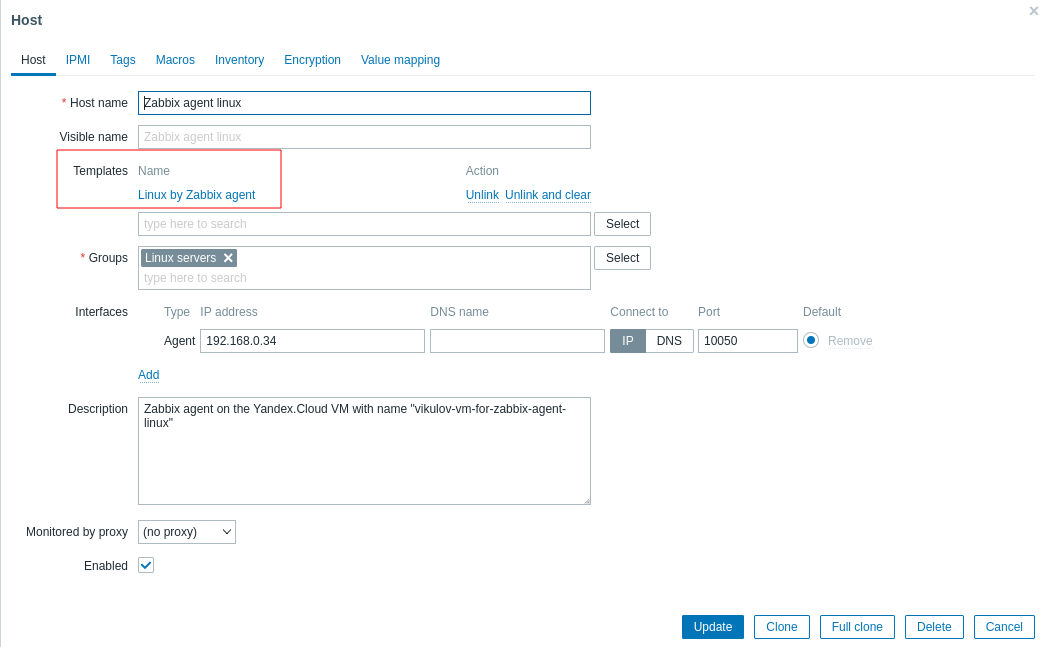 Host
Host IPMI Tags Macros Inventory Encryption Value mapping
* Host name Zabbix agent linux
Visible name Zabbix agent linux
Templates Name Action
Linux by Zabbix agent Unlink Unlink and clear
type here to search Select
* Groups Linux servers Select
type here to search
Interfaces Type IP address DNS name Connect to Port Default
Agent 192.168.0.34 IP DNS 10050 Remove
Add
Description Zabbix agent on the Yandex.Cloud VM with name "vikulov-vm-for-zabbix-agent-
linux"
Monitored by proxy (no proxy)
Enabled
Update Clone Full clone Delete Cancel